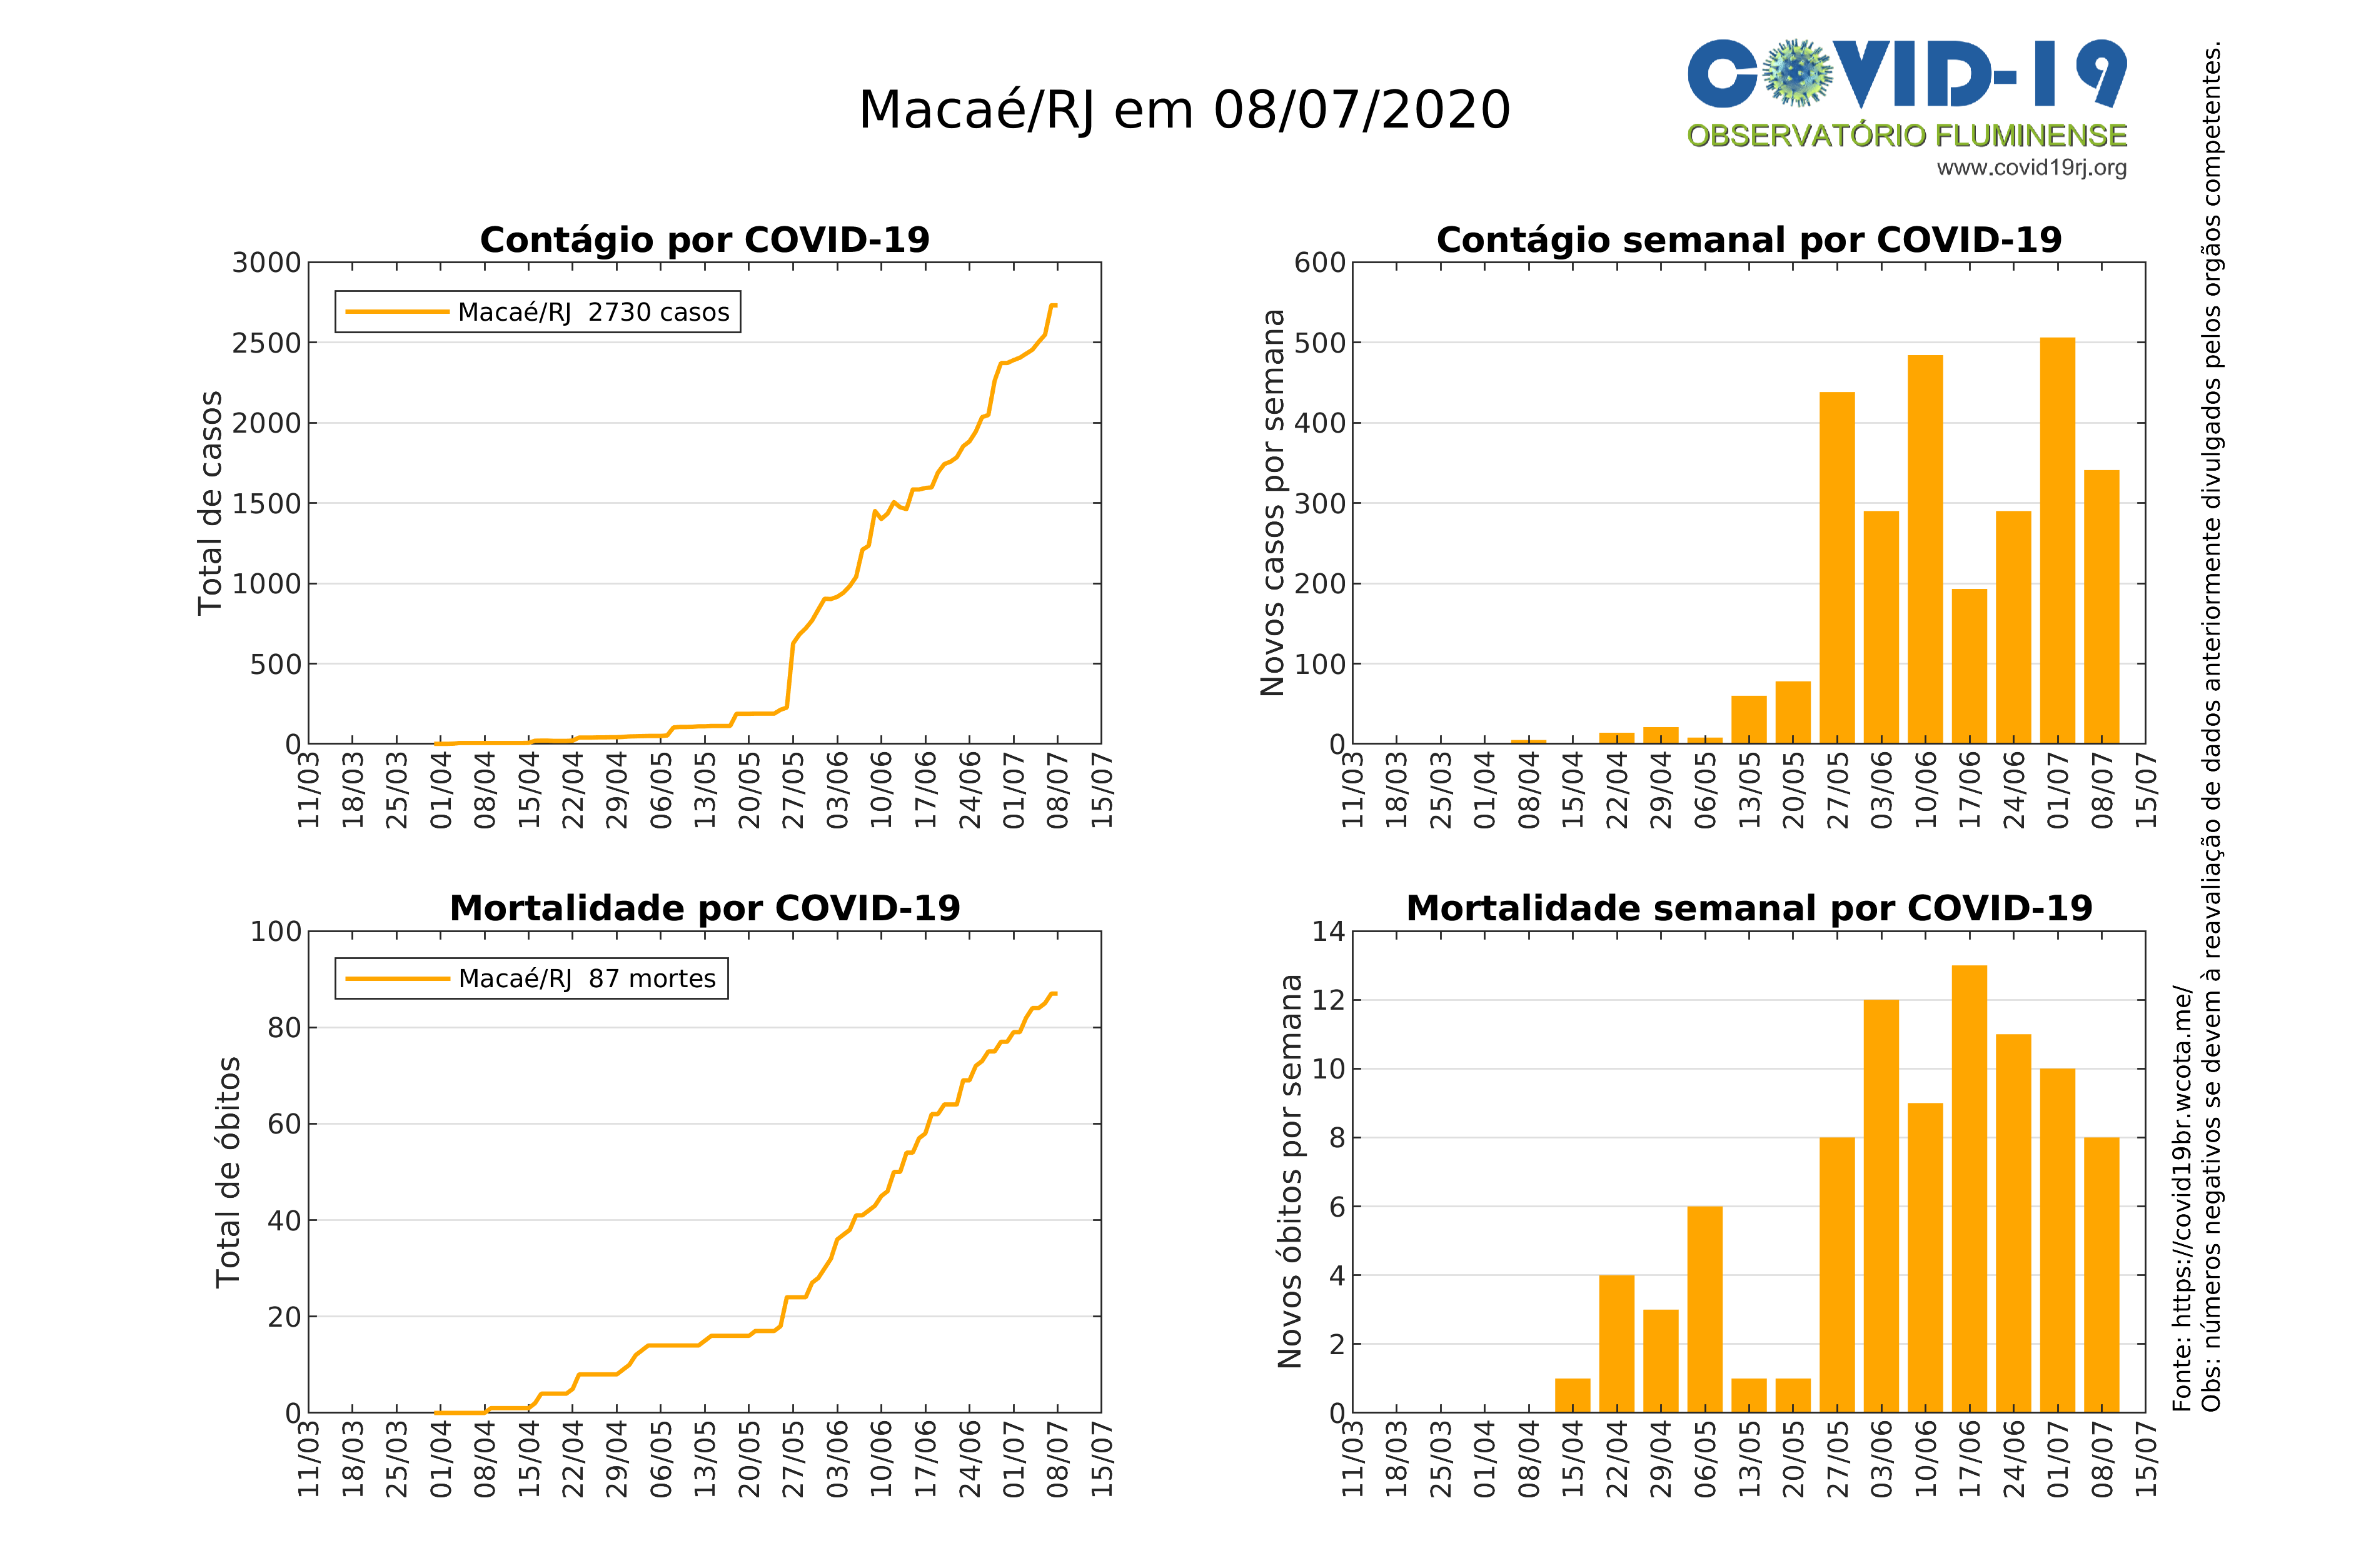 Macaé/RJ em 08/07/2020
COVID-19
OBSERVATÓRIO FLUMINENSE
www.covid19rj.org
Contágio por COVID-19
Total de casos
3000
2500
2000
1500
1000
500
0
Macaé/RJ 2730 casos
11/03 18/03 25/03 01/04 08/04 15/04 22/04 29/04 06/05 13/05 20/05 27/05 03/06 10/06 17/06 24/06 01/07 08/07 15/07
Contágio semanal por COVID-19
Novos casos por semana
600
500
400
300
200
100
0
11/03 18/03 25/03 01/04 08/04 15/04 22/04 29/04 06/05 13/05 20/05 27/05 03/06 10/06 17/06 24/06 01/07 08/07 15/07
Mortalidade por COVID-19
Total de óbitos
100
80
60
40
20
0
Macaé/RJ 87 mortes
11/03 18/03 25/03 01/04 08/04 15/04 22/04 29/04 06/05 13/05 20/05 27/05 03/06 10/06 17/06 24/06 01/07 08/07 15/07
Mortalidade semanal por COVID-19
Novos óbitos por semana
14
12
10
8
6
4
2
0
11/03 18/03 25/03 01/04 08/04 15/04 22/04 29/04 06/05 13/05 20/05 27/05 03/06 10/06 17/06 24/06 01/07 08/07 15/07
Fonte: https://covid19br.wcota.me/
Obs: números negativos se devem à reavaliação de dados anteriormente divulgados pelos orgãos competentes.